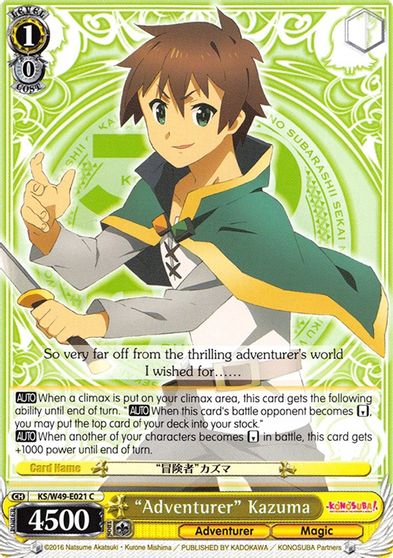 LEVEL
1
0
COST
NO SUBARASHII SEKAI
So very far off from the thrilling adventurer's world
I wished for……
AUTO When a climax is put on your climax area, this card gets the following
ability until end of turn. "AUTO When this card's battle opponent becomes [▼],
you may put the top card of your deck into your stock."
AUTO When another of your characters becomes [▼] in battle, this card gets
+1000 power until end of turn.
Card Name
"冒険者"カズマ
CH KS/W49-E021 C
POWER 4500 SOUL
"Adventurer" Kazuma
KONOSUBA!
Adventurer Magic
©2016 Natsume Akatsuki・Kurone Mishima / PUBLISHED BY KADOKAWA / KONOSUBA Partners